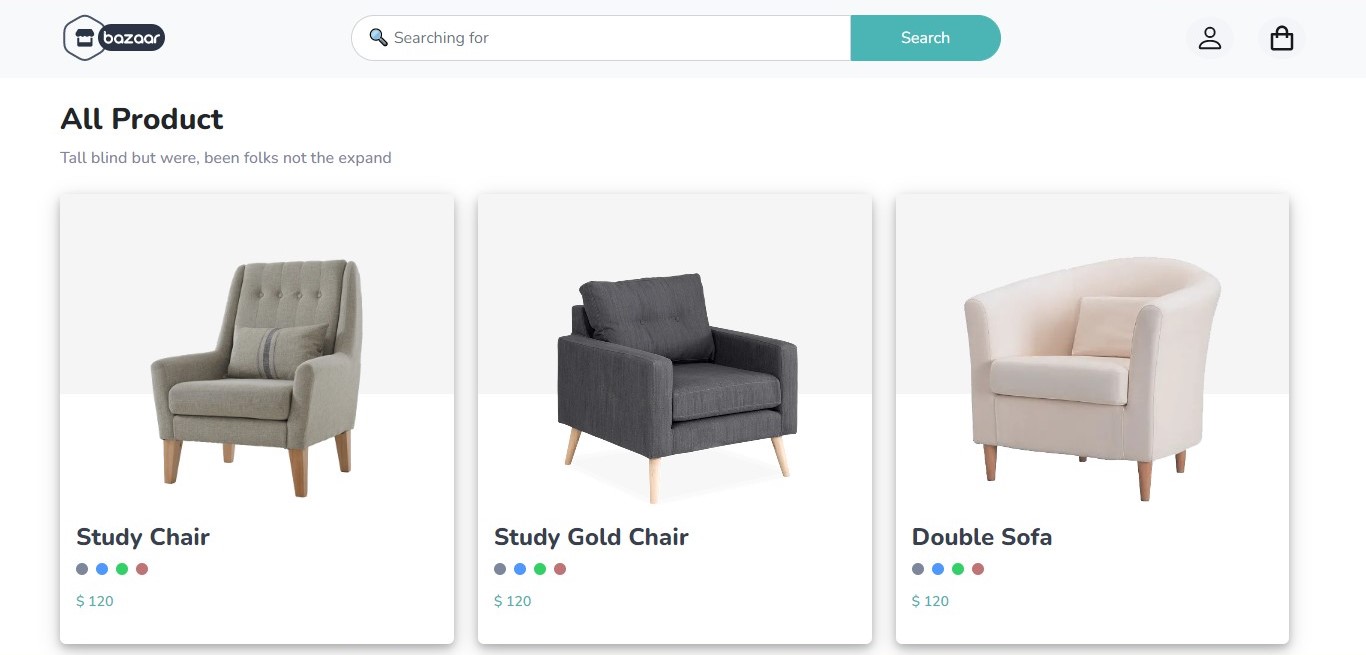 bazaar
Searching for
Search
All Product
Tall blind but were, been folks not the expand
Study Chair
$ 120
Study Gold Chair
$ 120
Double Sofa
$ 120